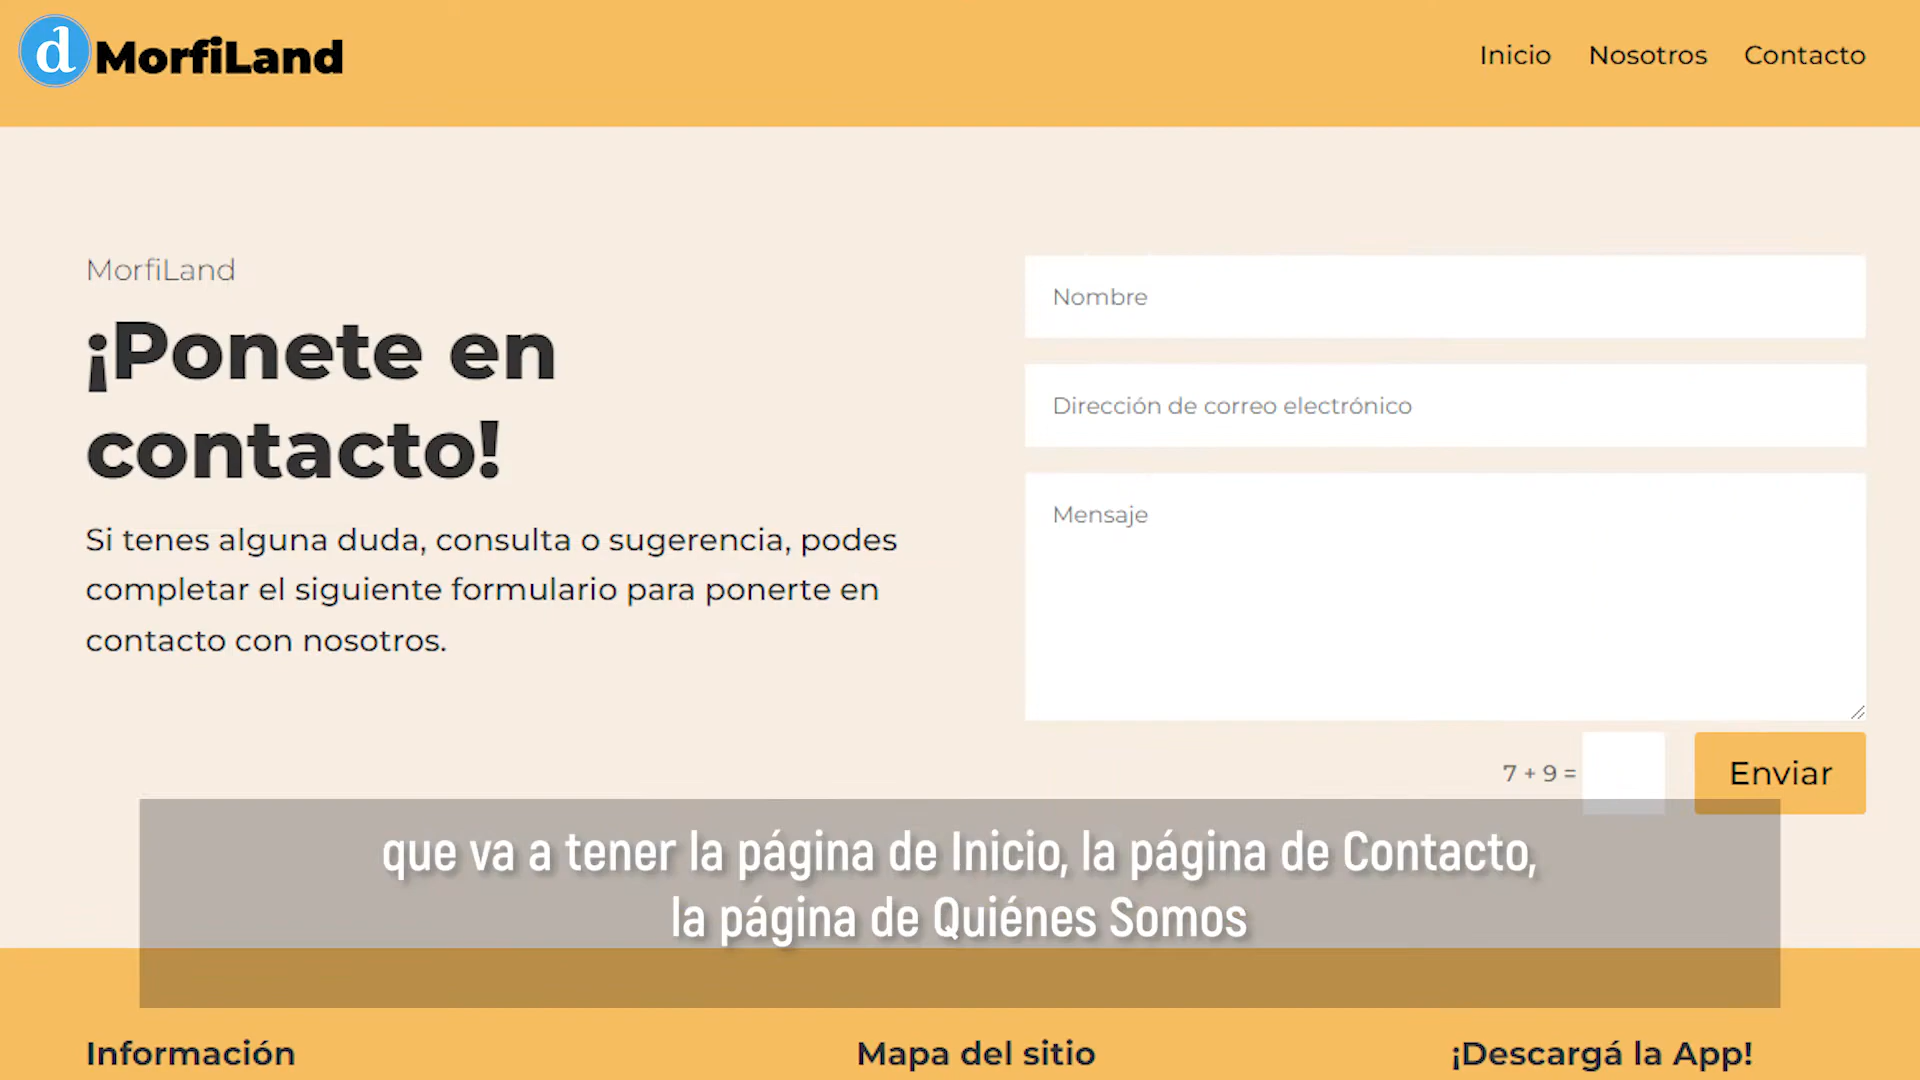 d MorfiLand
Inicio Nosotros Contacto
MorfiLand
¡Ponete en
contacto!
Si tenes alguna duda, consulta o sugerencia, podes
completar el siguiente formulario para ponerte en
contacto con nosotros.
Nombre
Dirección de correo electrónico
Mensaje
7 + 9 =
Enviar
que va a tener la página de Inicio, la página de Contacto,
la página de Quiénes Somos
Información
Mapa del sitio
¡Descargá la App!